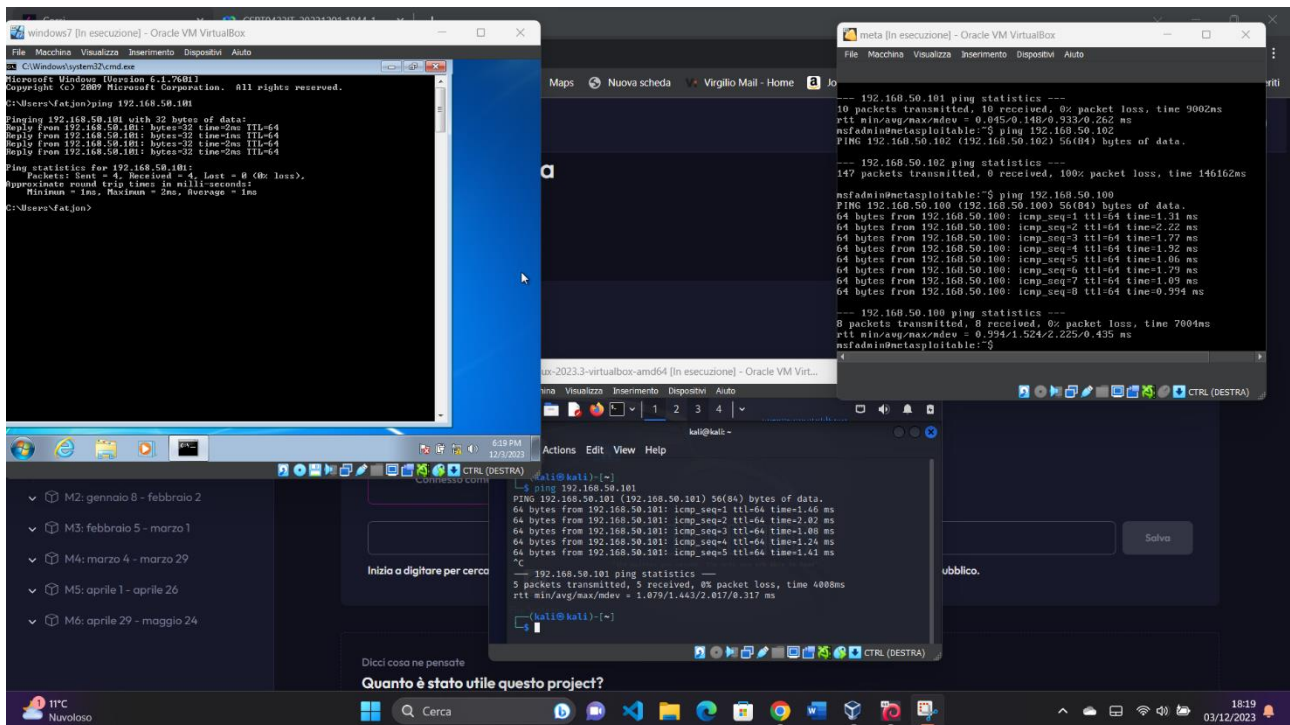 windows7 [In esecuzione] - Oracle VM VirtualBox
File Macchina Visualizza Inserimento Dispositivi Aiuto
C:\Windows\system32\cmd.exe
Microsoft Windows [Version 6.1.7601]
Copyright (c) 2009 Microsoft Corporation. All rights reserved.
C:\Users\fatjon>ping 192.168.50.101
Pinging 192.168.50.101 with 32 bytes of data:
Reply from 192.168.50.101: bytes=32 time=2ms TTL=64
Reply from 192.168.50.101: bytes=32 time=1ms TTL=64
Reply from 192.168.50.101: bytes=32 time=2ms TTL=64
Reply from 192.168.50.101: bytes=32 time=2ms TTL=64
Ping statistics for 192.168.50.101:
Packets: Sent = 4, Received = 4, Lost = 0 (0% loss),
Approximate round trip times in milli-seconds:
Minimum = 1ms, Maximum = 2ms, Average = 1ms
C:\Users\fatjon>
6:19 PM
12/3/2023
CTRL (DESTRA)
Maps Nuova scheda Virgilio Mail - Home
a
meta [In esecuzione] - Oracle VM VirtualBox
File Macchina Visualizza Inserimento Dispositivi Aiuto
--- 192.168.50.101 ping statistics ---
10 packets transmitted, 10 received, 0% packet loss, time 9002ms
rtt min/avg/max/mdev = 0.045/0.148/0.933/0.262 ms
msfadmin@metasploitable:~$ ping 192.168.50.102
PING 192.168.50.102 (192.168.50.102) 56(84) bytes of data.
--- 192.168.50.102 ping statistics ---
147 packets transmitted, 0 received, 100% packet loss, time 146162ms
msfadmin@metasploitable:~$ ping 192.168.50.100
PING 192.168.50.100 (192.168.50.100) 56(84) bytes of data.
64 bytes from 192.168.50.100: icmp_seq=1 ttl=64 time=1.31 ms
64 bytes from 192.168.50.100: icmp_seq=2 ttl=64 time=2.22 ms
64 bytes from 192.168.50.100: icmp_seq=3 ttl=64 time=1.77 ms
64 bytes from 192.168.50.100: icmp_seq=4 ttl=64 time=1.92 ms
64 bytes from 192.168.50.100: icmp_seq=5 ttl=64 time=1.06 ms
64 bytes from 192.168.50.100: icmp_seq=6 ttl=64 time=1.79 ms
64 bytes from 192.168.50.100: icmp_seq=7 ttl=64 time=1.09 ms
64 bytes from 192.168.50.100: icmp_seq=8 ttl=64 time=0.994 ms
--- 192.168.50.100 ping statistics ---
8 packets transmitted, 8 received, 0% packet loss, time 7004ms
rtt min/avg/max/mdev = 0.994/1.524/2.225/0.435 ms
msfadmin@metasploitable:~$
CTRL (DESTRA)
ux-2023.3-virtualbox-amd64 [In esecuzione] - Oracle VM Virt...
hina Visualizza Inserimento Dispositivi Aiuto
1 2 3 4
kali@kali: ~
Actions Edit View Help
(kali㉿kali)-[~]
$ ping 192.168.50.101
PING 192.168.50.101 (192.168.50.101) 56(84) bytes of data.
64 bytes from 192.168.50.101: icmp_seq=1 ttl=64 time=1.46 ms
64 bytes from 192.168.50.101: icmp_seq=2 ttl=64 time=2.02 ms
64 bytes from 192.168.50.101: icmp_seq=3 ttl=64 time=1.08 ms
64 bytes from 192.168.50.101: icmp_seq=4 ttl=64 time=1.24 ms
64 bytes from 192.168.50.101: icmp_seq=5 ttl=64 time=1.41 ms
^C
--- 192.168.50.101 ping statistics ---
5 packets transmitted, 5 received, 0% packet loss, time 4008ms
rtt min/avg/max/mdev = 1.079/1.443/2.017/0.317 ms
(kali㉿kali)-[~]
$
CTRL (DESTRA)
Connesso come
M2: gennaio 8 - febbraio 2
M3: febbraio 5 - marzo 1
M4: marzo 4 - marzo 29
M5: aprile 1 - aprile 26
M6: aprile 29 - maggio 24
Salva
Inizia a digitare per cerca
ubblico.
Dicci cosa ne pensate
Quanto è stato utile questo project?
11°C
Nuvoloso
Cerca
18:19
03/12/2023